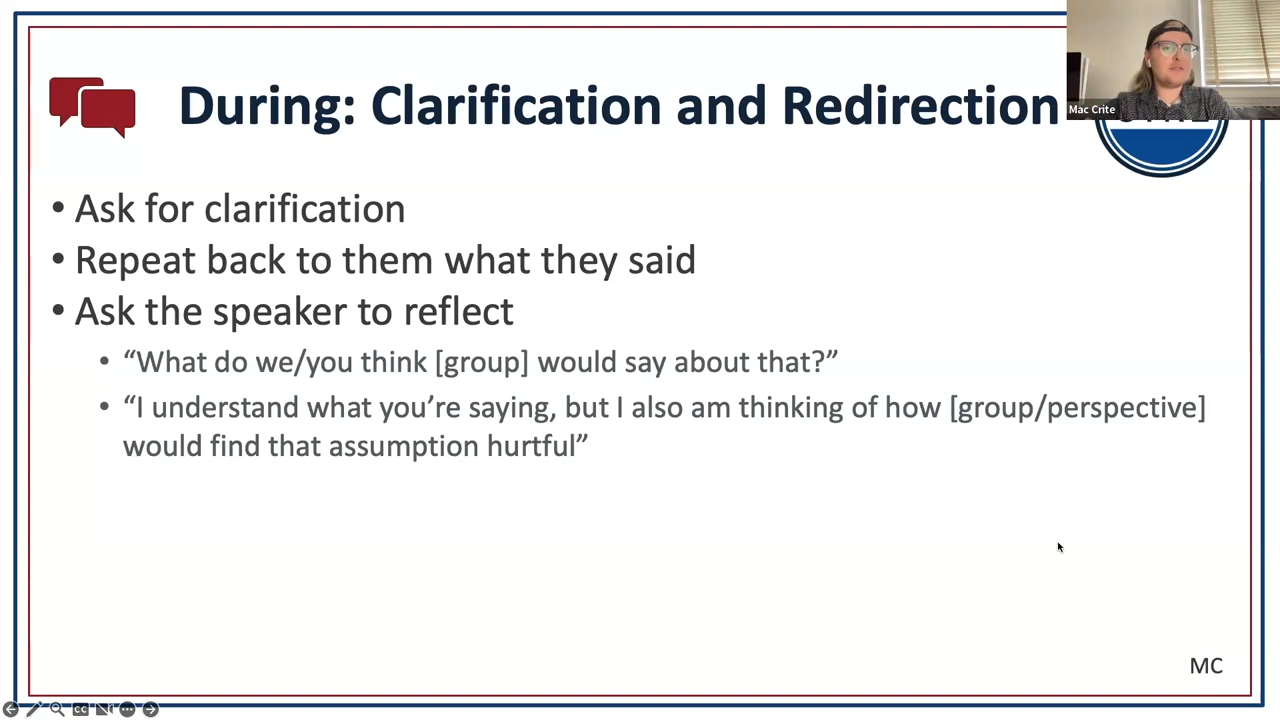 During: Clarification and Redirection
Mac Crite
• Ask for clarification
• Repeat back to them what they said
• Ask the speaker to reflect
• “What do we/you think [group] would say about that?”
• “I understand what you’re saying, but I also am thinking of how [group/perspective]
would find that assumption hurtful”
MC
CC